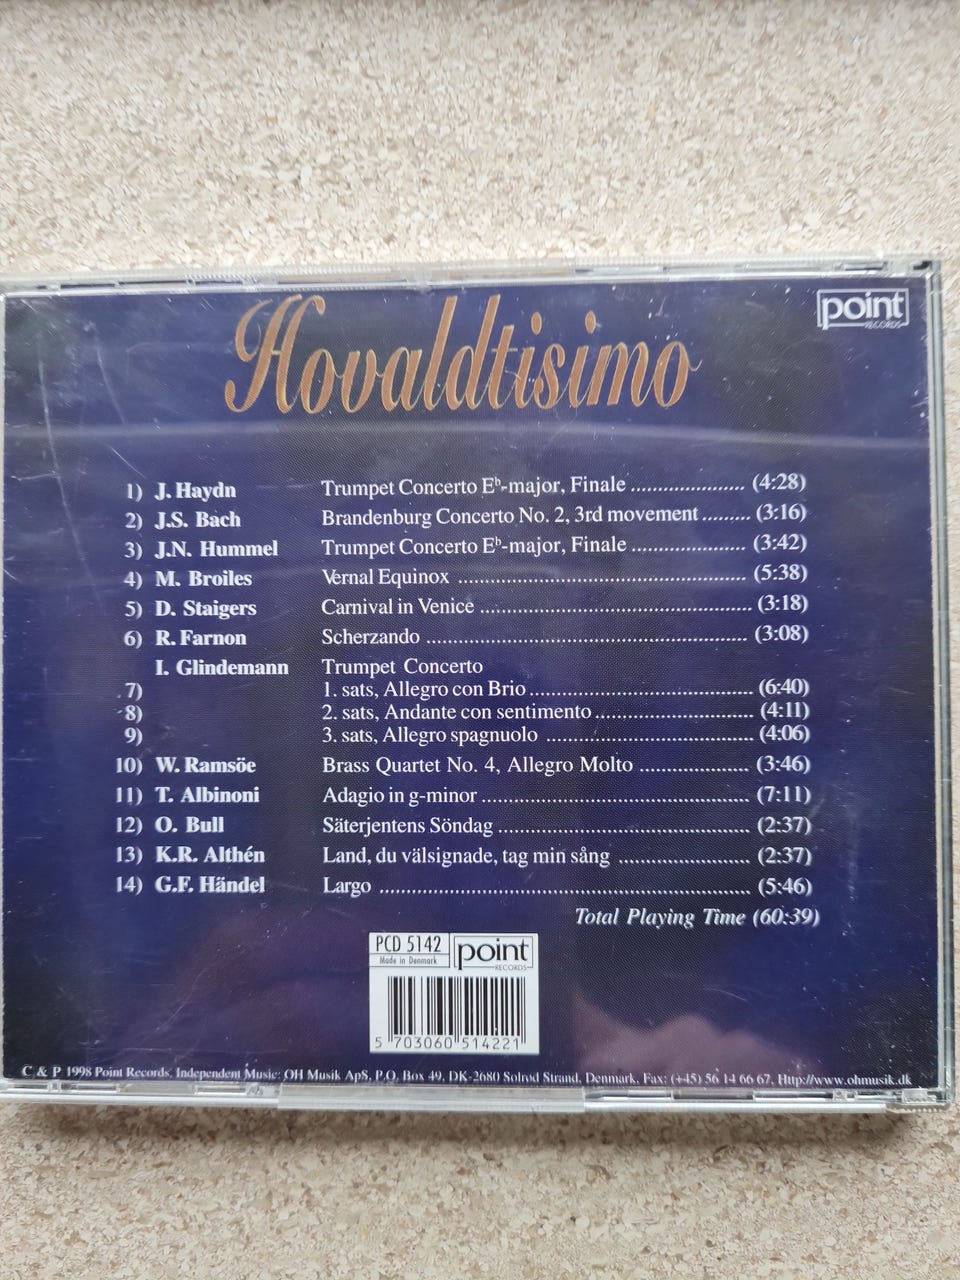 point
RECORDS
Hovaldtisimo
1) J. Haydn Trumpet Concerto E♭-major, Finale .................... (4:28)
2) J.S. Bach Brandenburg Concerto No. 2, 3rd movement ......... (3:16)
3) J.N. Hummel Trumpet Concerto E♭-major, Finale .................... (3:42)
4) M. Broiles Vernal Equinox .................................................. (5:38)
5) D. Staigers Carnival in Venice ............................................... (3:18)
6) R. Farnon Scherzando ........................................................ (3:08)
I. Glindemann Trumpet Concerto
7) 1. sats, Allegro con Brio ....................................... (6:40)
8) 2. sats, Andante con sentimento ........................... (4:11)
9) 3. sats, Allegro spagnuolo .................................... (4:06)
10) W. Ramsöe Brass Quartet No. 4, Allegro Molto ................... (3:46)
11) T. Albinoni Adagio in g-minor .............................................. (7:11)
12) O. Bull Säterjentens Söndag ........................................... (2:37)
13) K.R. Althén Land, du välsignade, tag min sång ....................... (2:37)
14) G.F. Händel Largo ................................................................. (5:46)
Total Playing Time (60:39)
PCD 5142
Made in Denmark
point
RECORDS
5 703060 514221
C & P 1998 Point Records, Independent Music: OH Musik ApS, P.O. Box 49, DK-2680 Solrød Strand, Denmark, Fax: (+45) 56 14 66 67, Http://www.ohmusik.dk